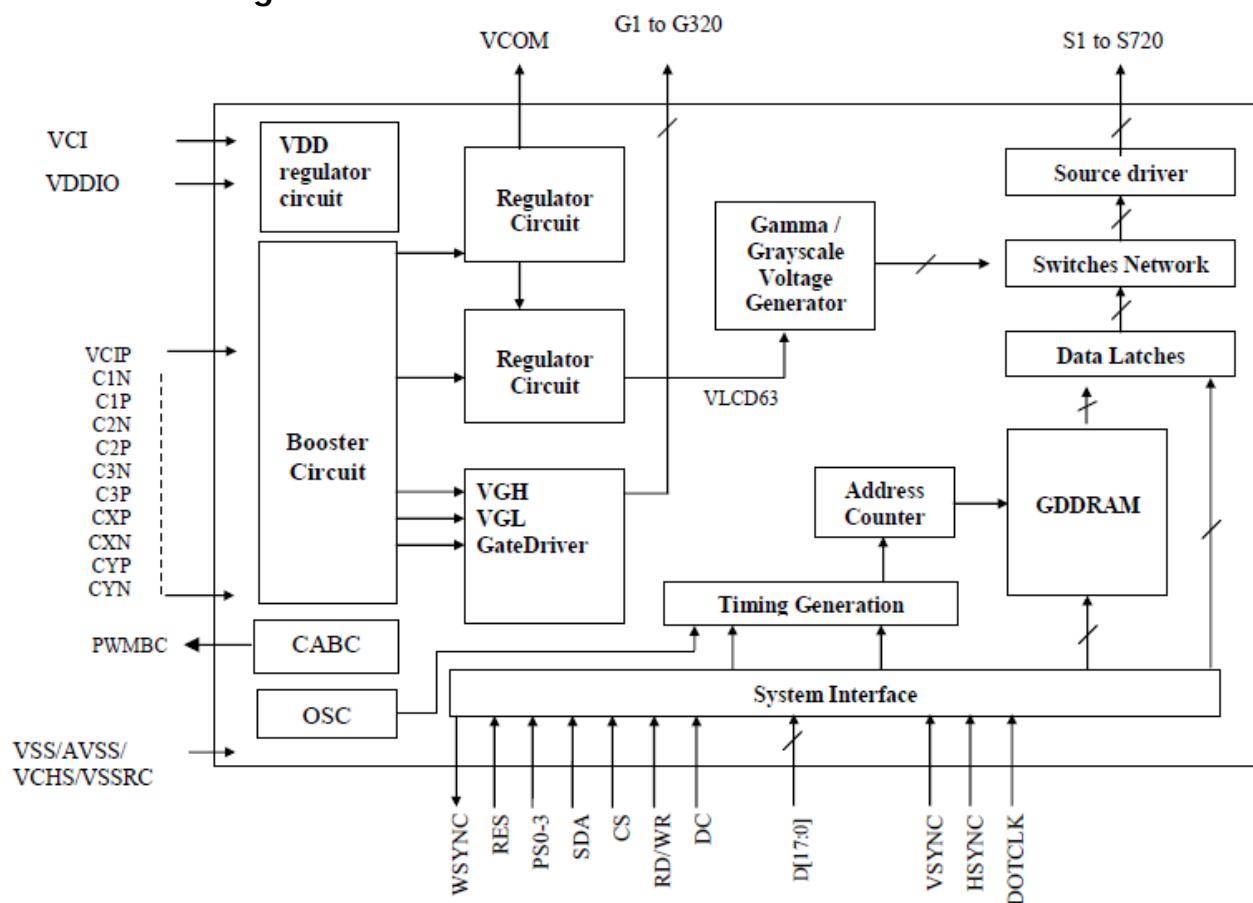 g
VCOM
G1 to G320
S1 to S720
VCI
VDDIO
VDD
regulator
circuit
Regulator
Circuit
Gamma /
Grayscale
Voltage
Generator
Source driver
Switches Network
Data Latches
VCIP
C1N
C1P
C2N
C2P
C3N
C3P
CXP
CXN
CYP
CYN
Booster
Circuit
Regulator
Circuit
VLCD63
VGH
VGL
GateDriver
Address
Counter
GDDRAM
Timing Generation
PWMBC
CABC
OSC
System Interface
VSS/AVSS/
VCHS/VSSRC
WSYNC
RES
PS0-3
SDA
CS
RD/WR
DC
D[17:0]
VSYNC
HSYNC
DOTCLK